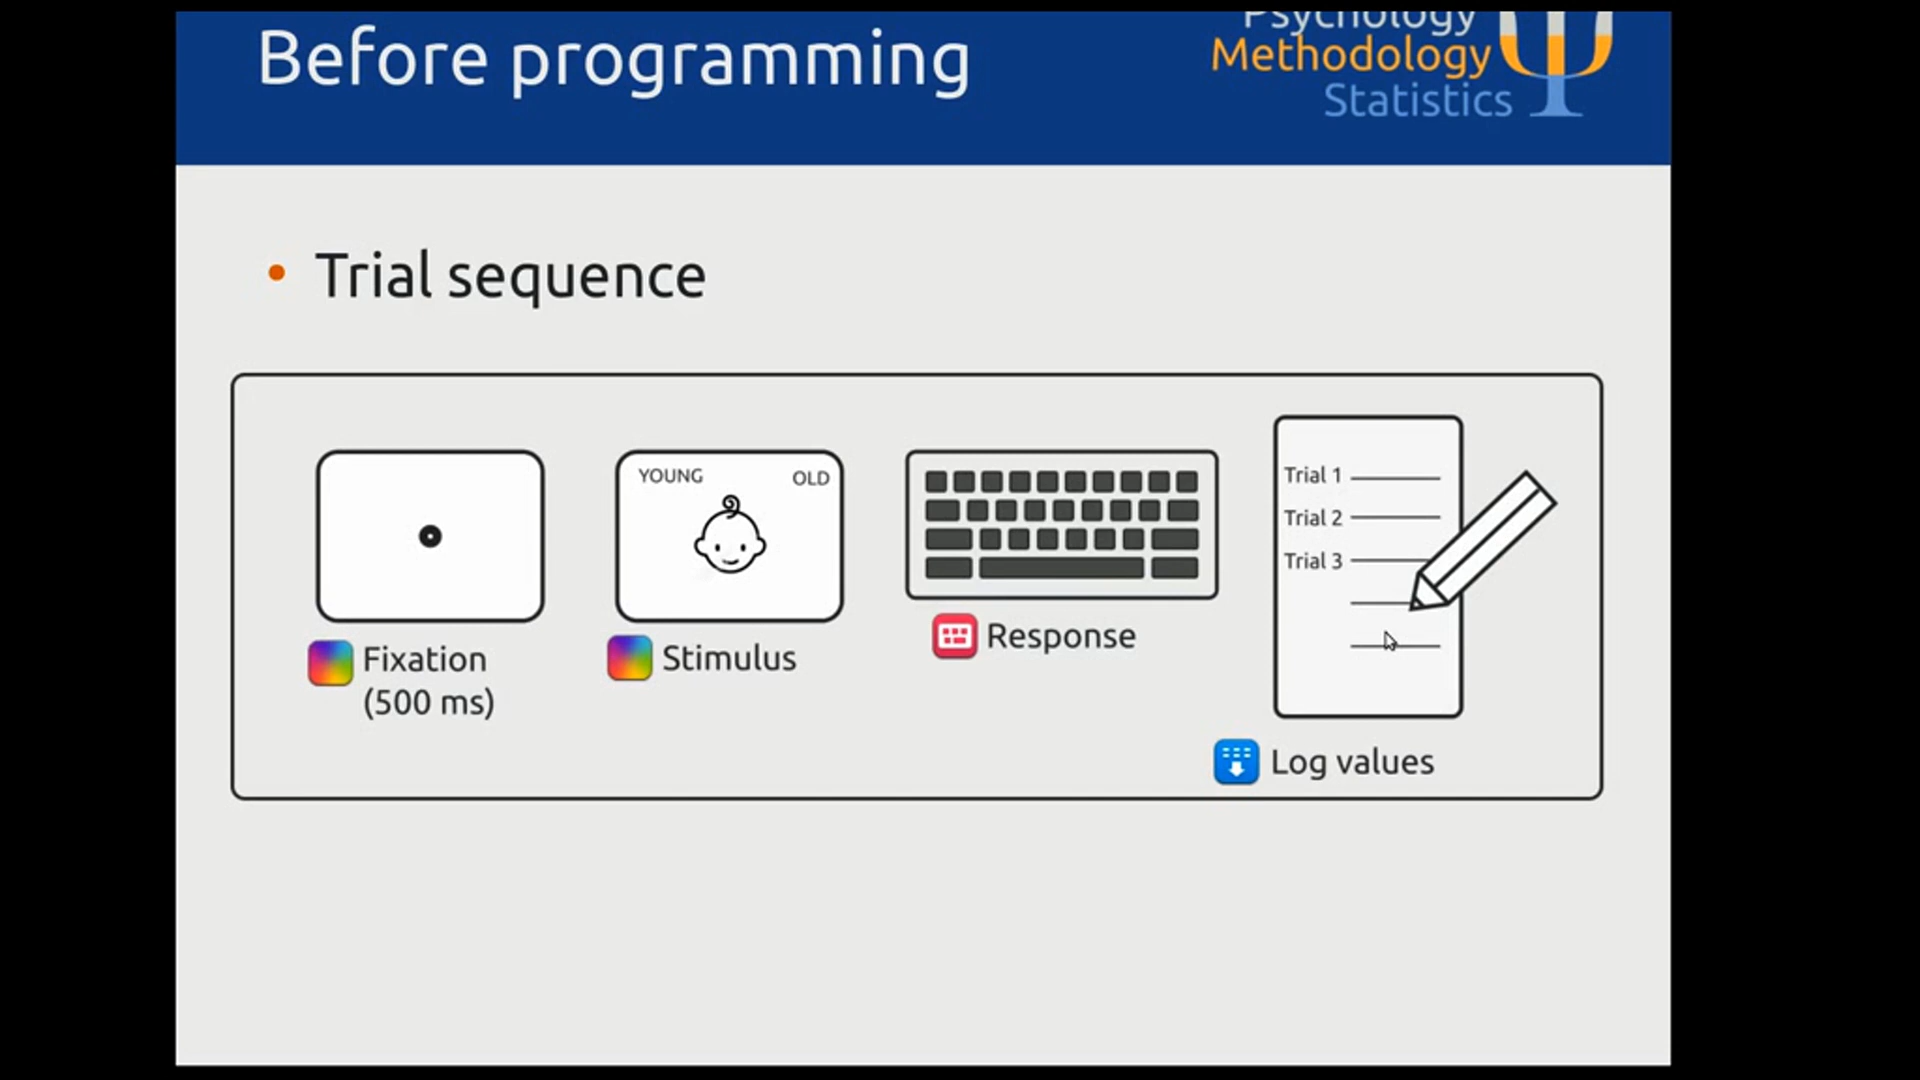 Before programming
Psychology
Methodology
Statistics
• Trial sequence
YOUNG OLD
Trial 1
Trial 2
Trial 3
Fixation
(500 ms)
Stimulus
Response
Log values